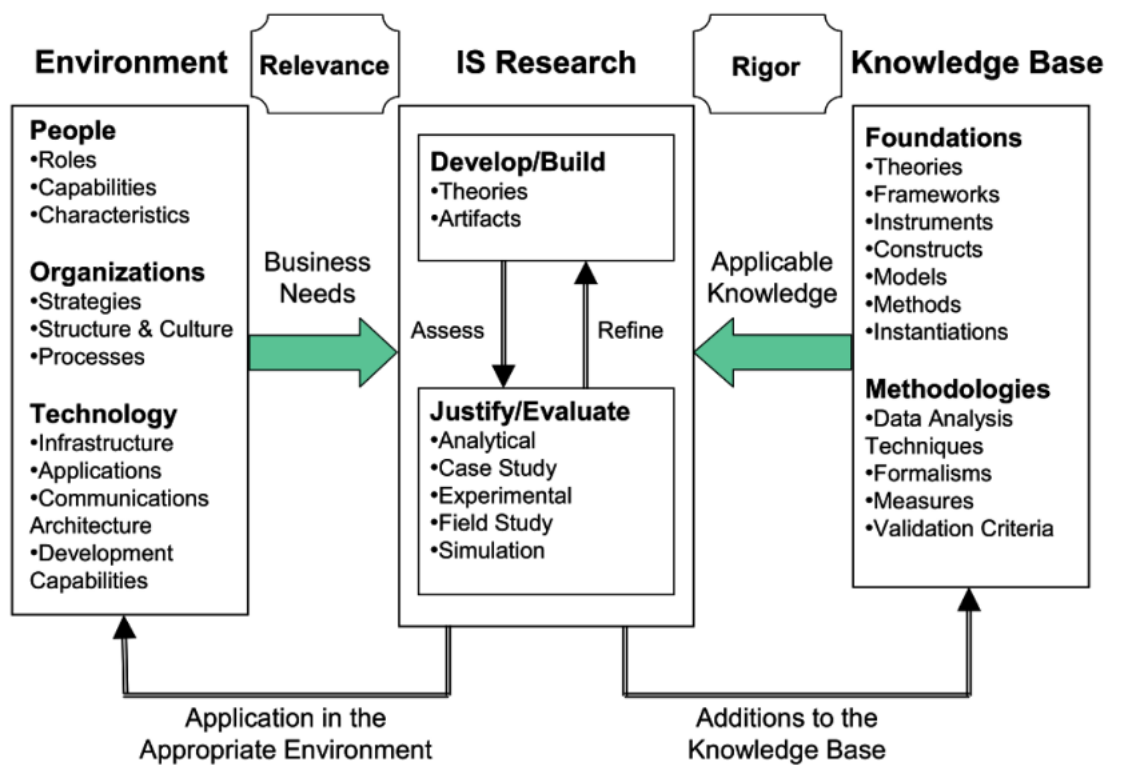 Environment
Relevance
IS Research
Rigor
Knowledge Base
People
•Roles
•Capabilities
•Characteristics
Organizations
•Strategies
•Structure & Culture
•Processes
Technology
•Infrastructure
•Applications
•Communications
Architecture
•Development
Capabilities
Business
Needs
Develop/Build
•Theories
•Artifacts
Assess
Refine
Justify/Evaluate
•Analytical
•Case Study
•Experimental
•Field Study
•Simulation
Applicable
Knowledge
Foundations
•Theories
•Frameworks
•Instruments
•Constructs
•Models
•Methods
•Instantiations
Methodologies
•Data Analysis
Techniques
•Formalisms
•Measures
•Validation Criteria
Application in the
Appropriate Environment
Additions to the
Knowledge Base